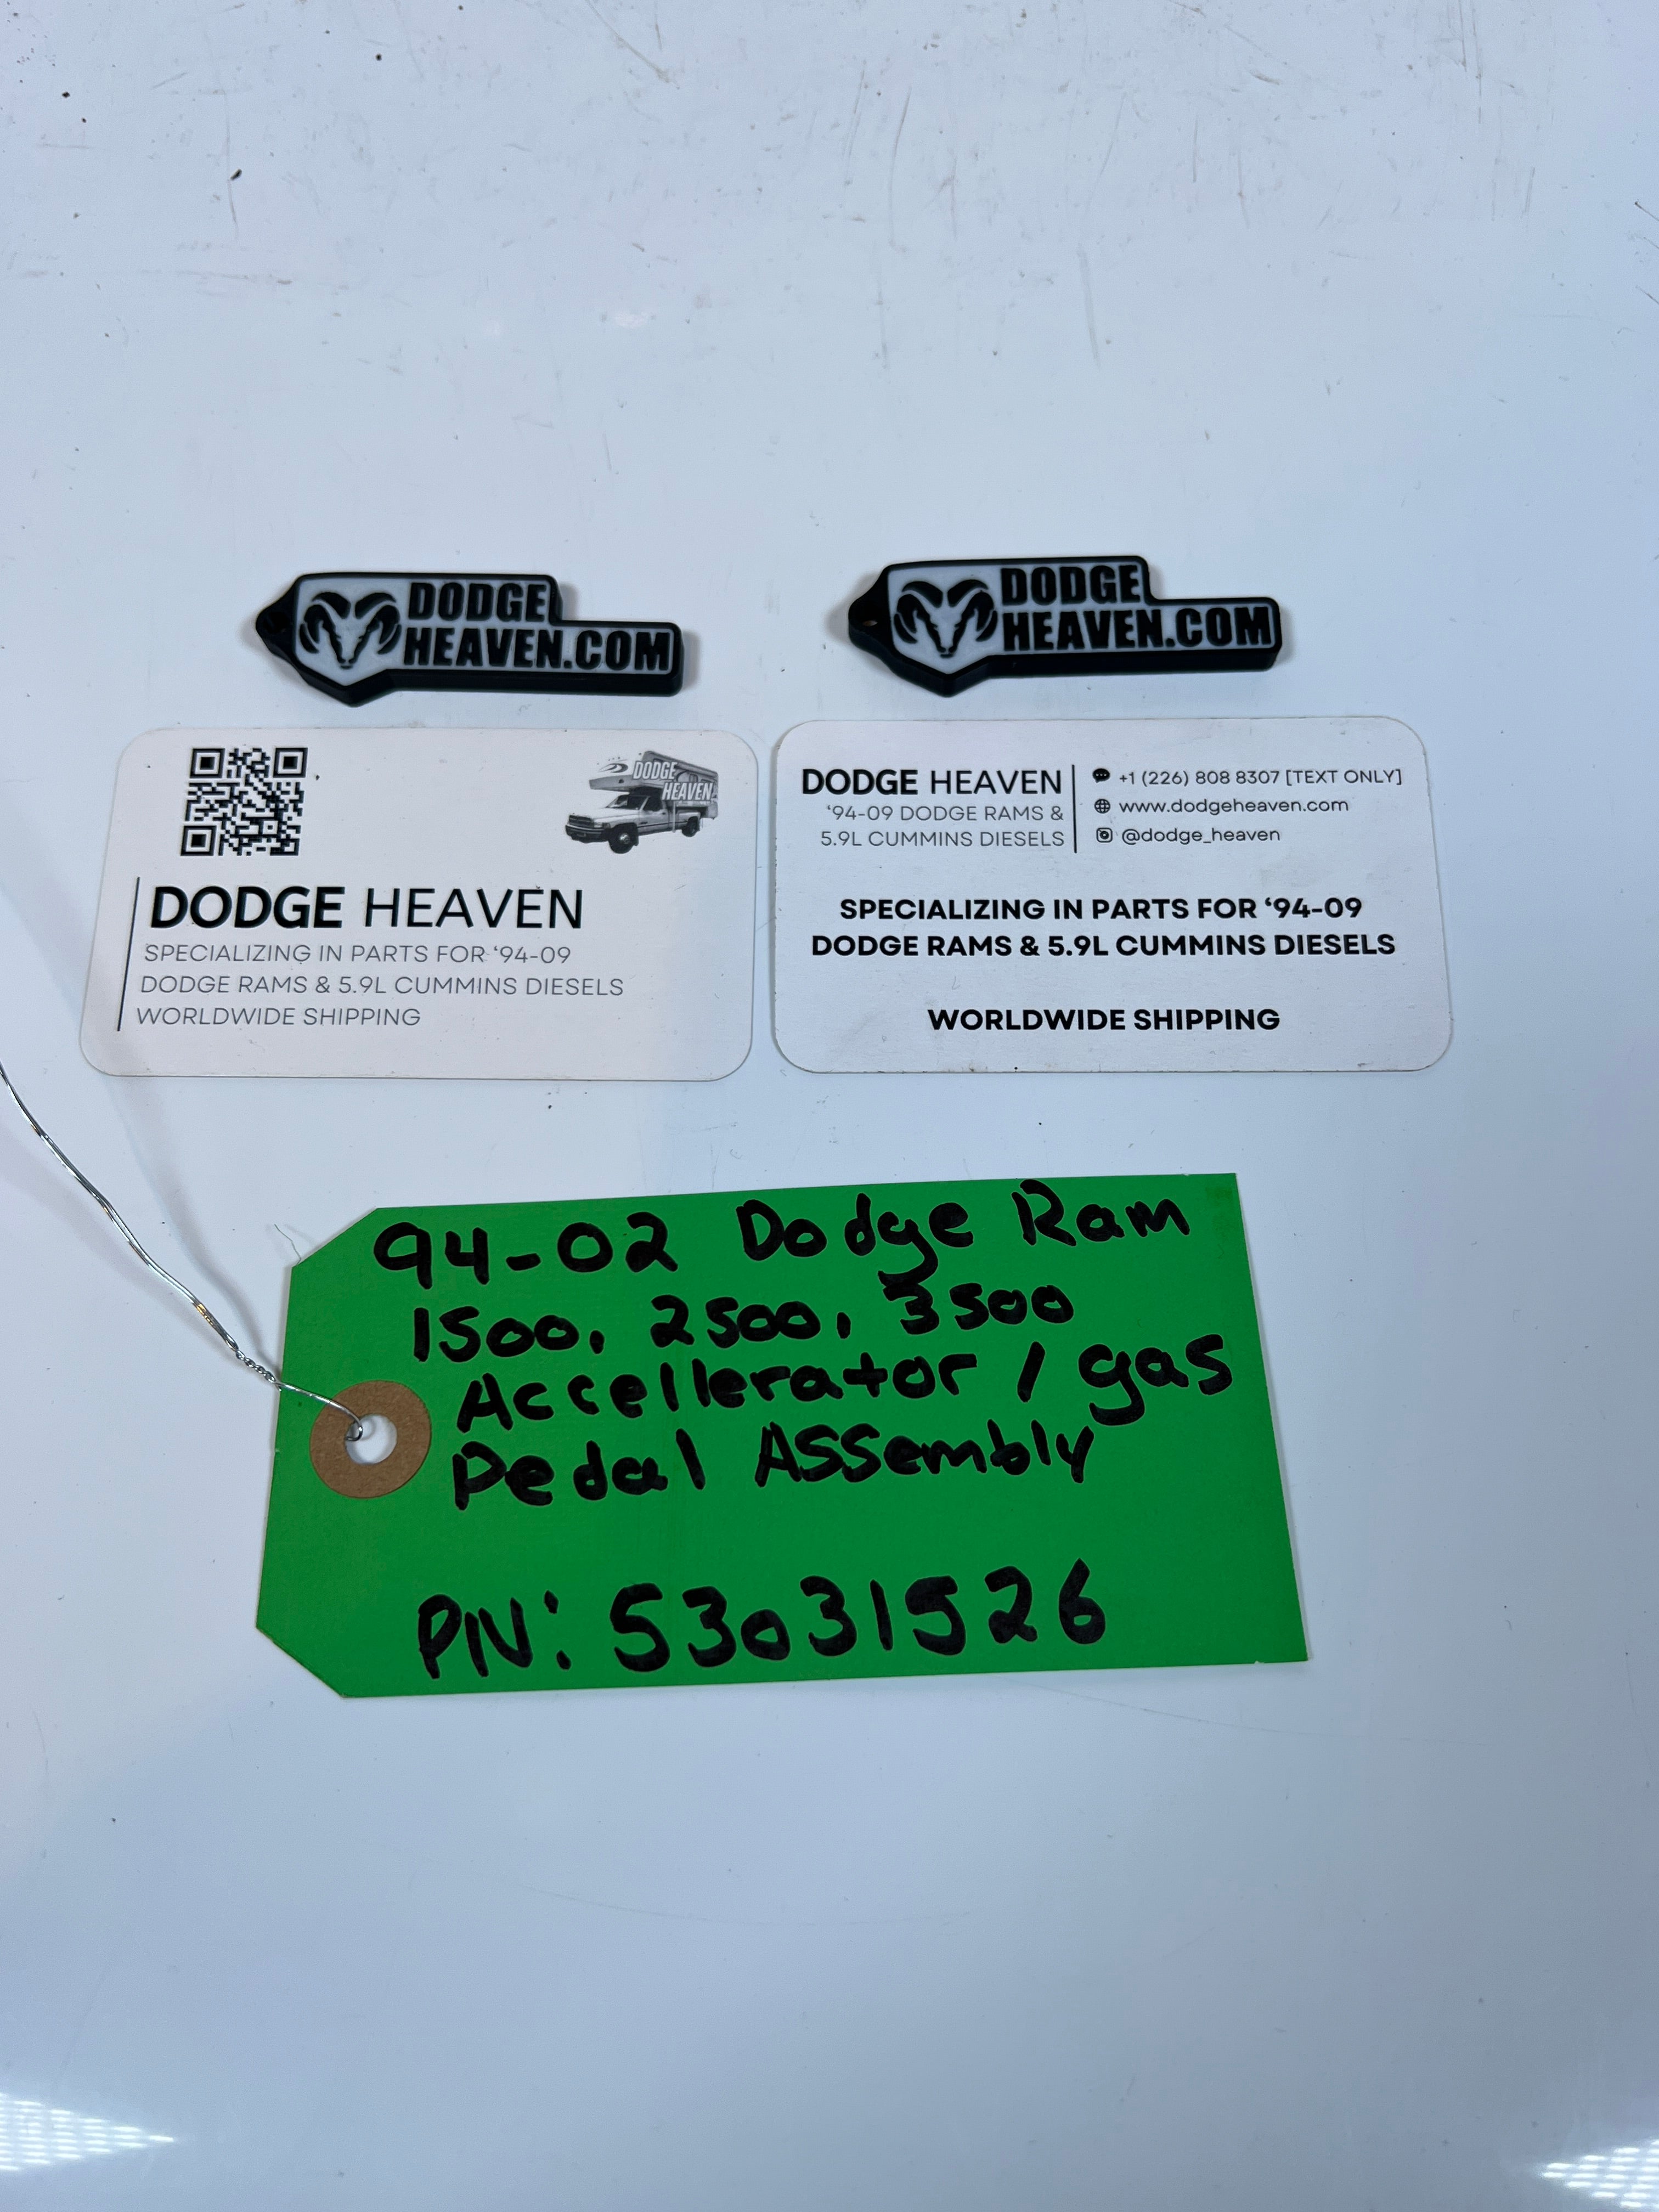 DODGE
HEAVEN.COM
DODGE
HEAVEN.COM
DODGE
HEAVEN
DODGE HEAVEN
SPECIALIZING IN PARTS FOR ‘94-09
DODGE RAMS & 5.9L CUMMINS DIESELS
WORLDWIDE SHIPPING
DODGE HEAVEN
‘94-09 DODGE RAMS &
5.9L CUMMINS DIESELS
+1 (226) 808 8307 [TEXT ONLY]
www.dodgeheaven.com
@dodge_heaven
SPECIALIZING IN PARTS FOR ‘94-09
DODGE RAMS & 5.9L CUMMINS DIESELS
WORLDWIDE SHIPPING
94-02 Dodge Ram
1500, 2500, 3500
Accellerator / gas
Pedal Assembly
PN: 53031526